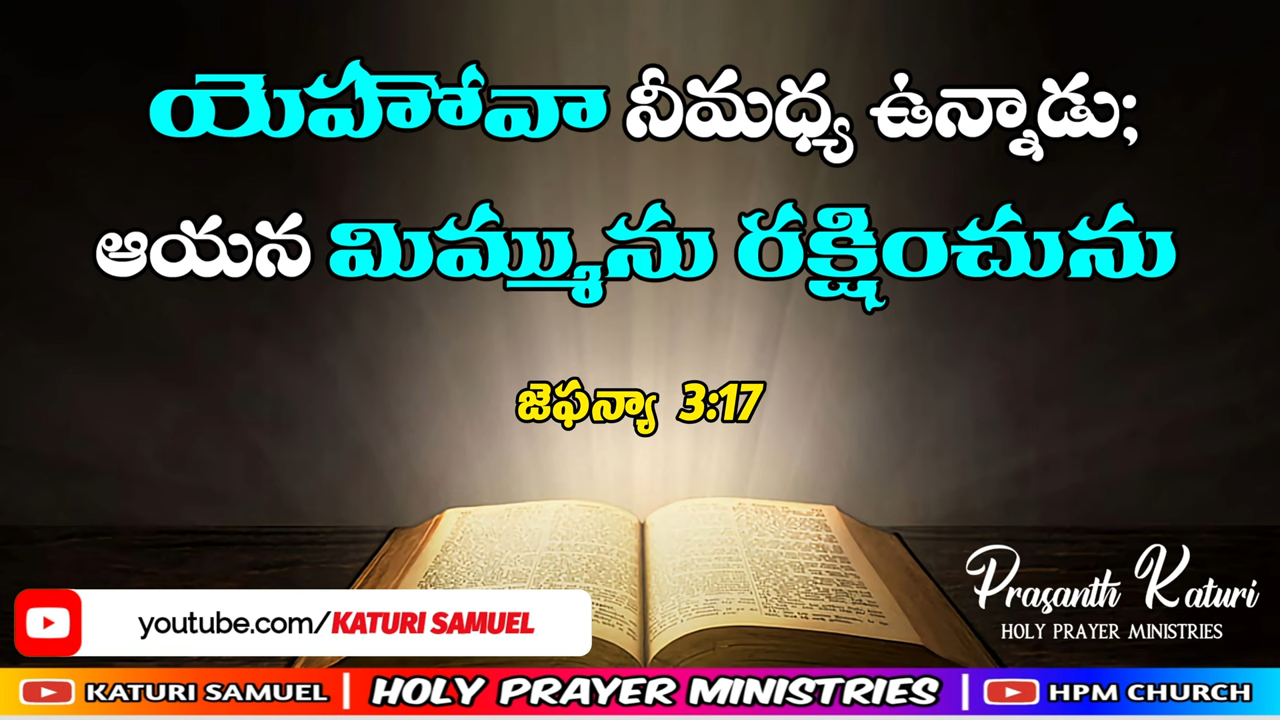 యెహోవా నీమధ్య ఉన్నాడు;
ఆయన మిమ్మును రక్షించును
జెఫన్యా 3:17
Prasanth Katuri
HOLY PRAYER MINISTRIES
youtube.com/KATURI SAMUEL
KATURI SAMUEL | HOLY PRAYER MINISTRIES | HPM CHURCH